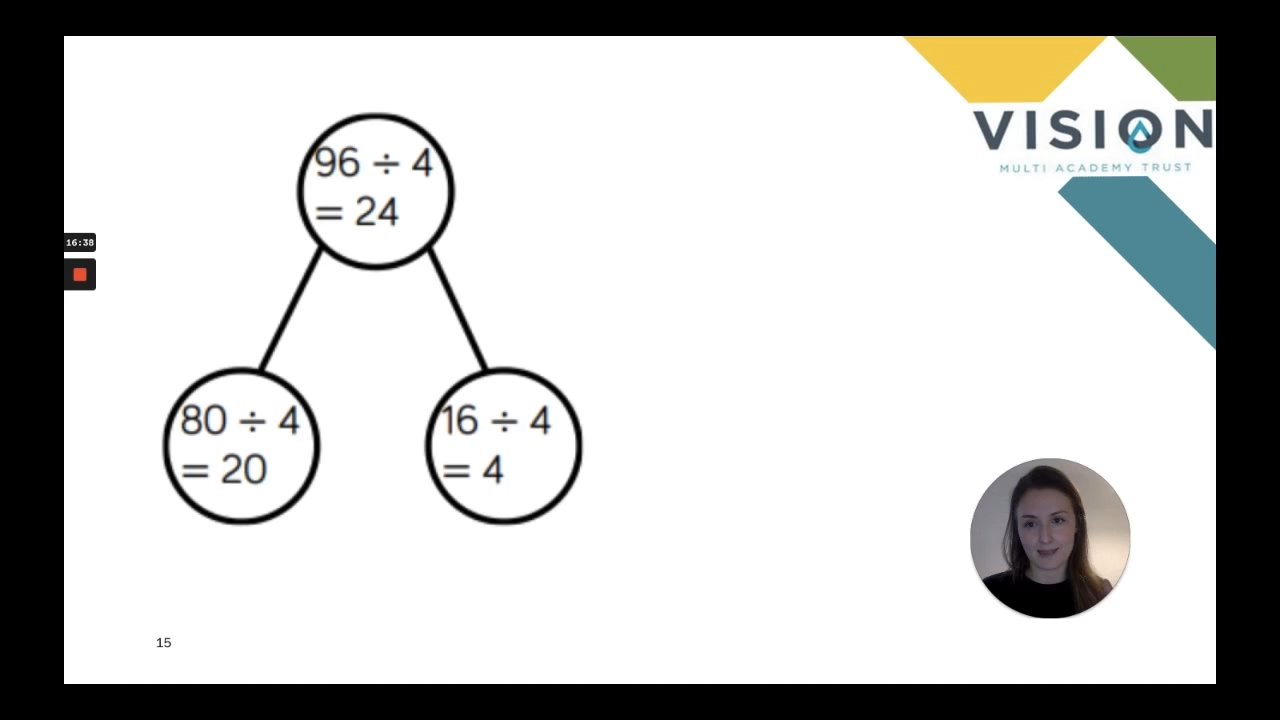 VISION
MULTI ACADEMY TRUST
96 ÷ 4
= 24
16:38
80 ÷ 4
= 20
16 ÷ 4
= 4
15